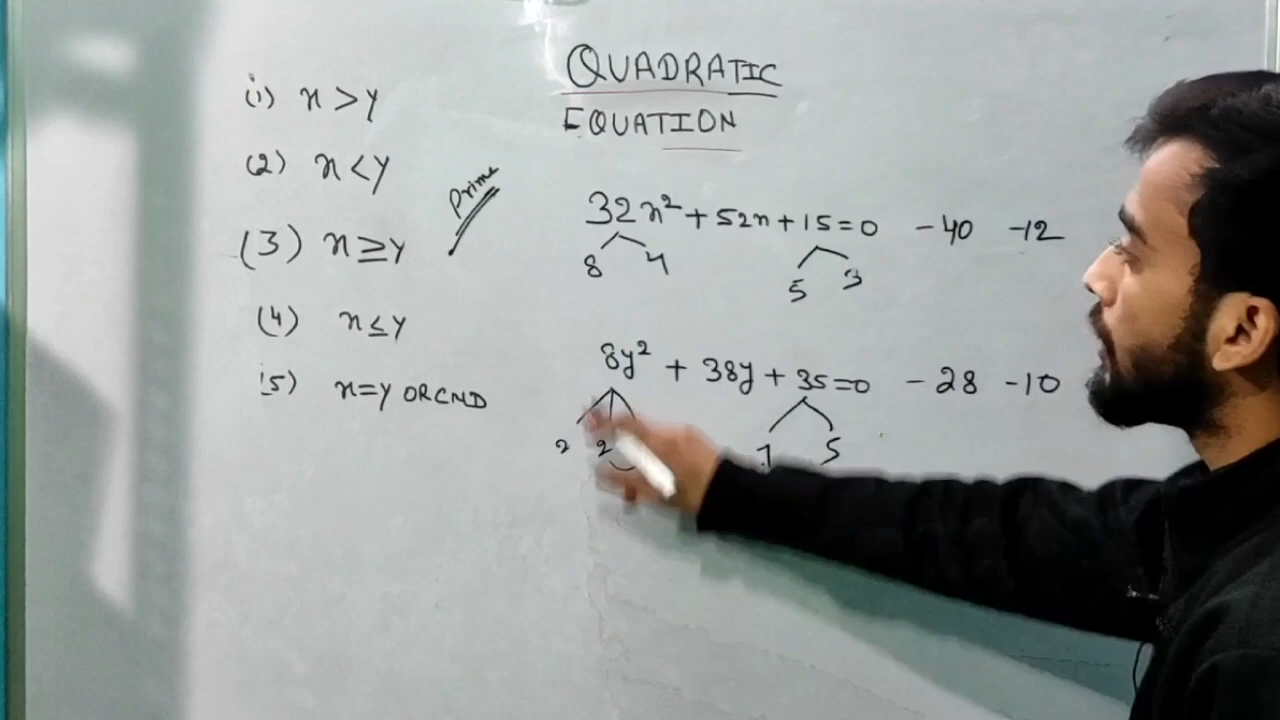 QUADRATIC
EQUATION
(1) x > y
(2) x < y
(3) x ≥ y
(4) x ≤ y
(5) x = y OR CND
Prime
32x² + 52x + 15 = 0 - 40 - 12
8 4 5 3
8y² + 38y + 35 = 0 - 28 - 10
2 2 7 5